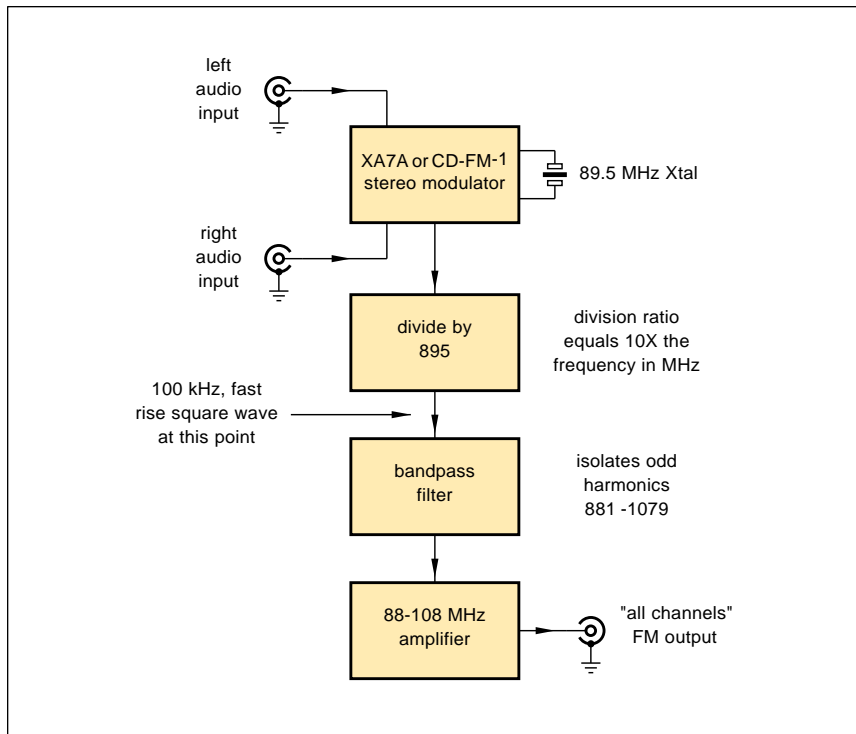 left
audio
input
XA7A or CD-FM-1
stereo modulator
89.5 MHz Xtal
right
audio
input
divide by
895
division ratio
equals 10X the
frequency in MHz
100 kHz, fast
rise square wave
at this point
bandpass
filter
isolates odd
harmonics
881 -1079
88-108 MHz
amplifier
"all channels"
FM output